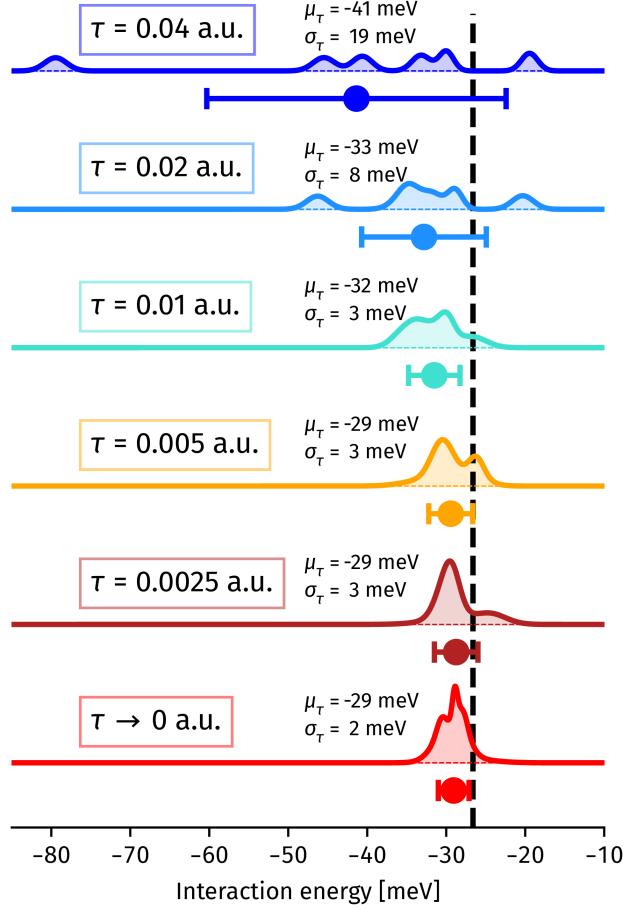 μτ = -41 meV
τ = 0.04 a.u.
στ = 19 meV
μτ = -33 meV
τ = 0.02 a.u.
στ = 8 meV
μτ = -32 meV
τ = 0.01 a.u.
στ = 3 meV
μτ = -29 meV
τ = 0.005 a.u.
στ = 3 meV
μτ = -29 meV
τ = 0.0025 a.u.
στ = 3 meV
μτ = -29 meV
τ → 0 a.u.
στ = 2 meV
−80 −70 −60 −50 −40 −30 −20 −10
Interaction energy [meV]